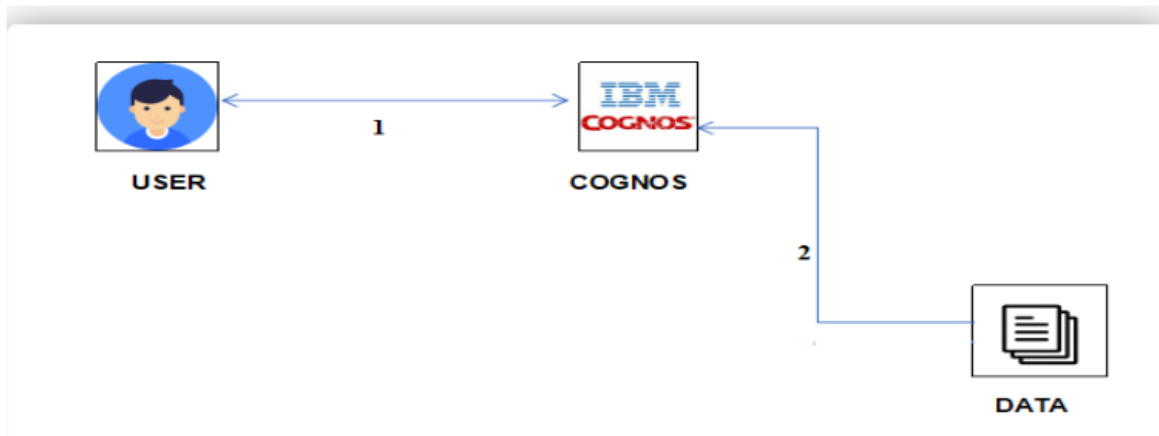 IBM
COGNOS
1
USER
COGNOS
2
DATA